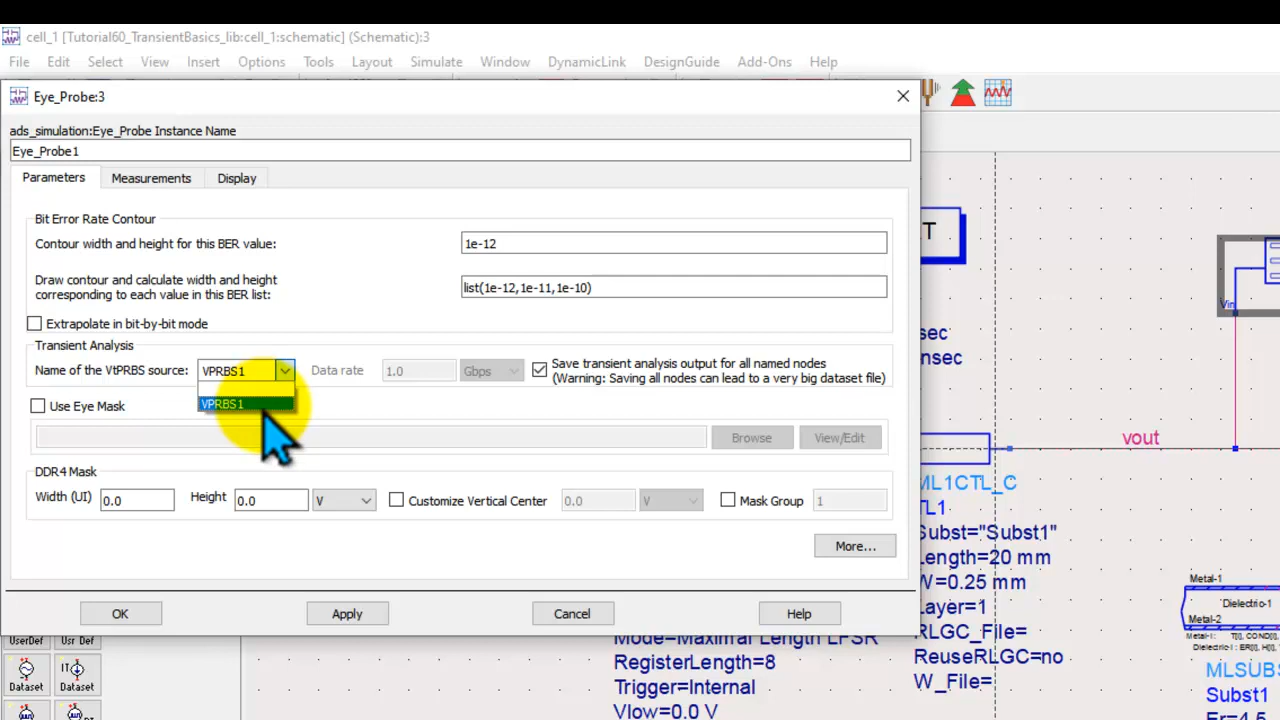 cell_1 [Tutorial60_TransientBasics_lib:cell_1:schematic] (Schematic):3
File Edit Select View Insert Options Tools Layout Simulate Window DynamicLink DesignGuide Add-Ons Help
Eye_Probe:3
ads_simulation:Eye_Probe Instance Name
Eye_Probe1
Parameters Measurements Display
Bit Error Rate Contour
Contour width and height for this BER value: 1e-12
Draw contour and calculate width and height
corresponding to each value in this BER list: list(1e-12,1e-11,1e-10)
Extrapolate in bit-by-bit mode
Transient Analysis
Name of the VtPRBS source: VPRBS1 Data rate 1.0 Gbps Save transient analysis output for all named nodes
(Warning: Saving all nodes can lead to a very big dataset file)
VPRBS1
Use Eye Mask
Browse View/Edit
DDR4 Mask
Width (UI) 0.0 Height 0.0 V Customize Vertical Center 0.0 V Mask Group 1
More...
OK Apply Cancel Help
T
sec
nsec
Vin
vout
ML1CTL_C
TL1
Subst="Subst1"
Length=20 mm
W=0.25 mm
Layer=1
RLGC_File=
ReuseRLGC=no
W_File=
Mode=Maximal Length LFSR
RegisterLength=8
Trigger=Internal
Vlow=0.0 V
Metal-1
Dielectric-1
Metal-2
MLSUB
Subst1
Er=4.5
UserDef Usr Def
Dataset Dataset